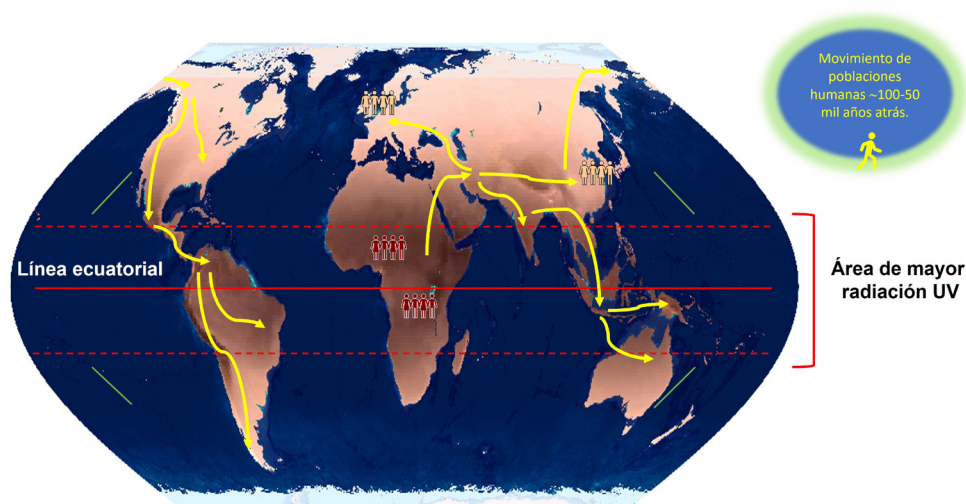 Movimiento de
poblaciones
humanas ~100-50
mil años atrás.
Línea ecuatorial
Área de mayor
radiación UV